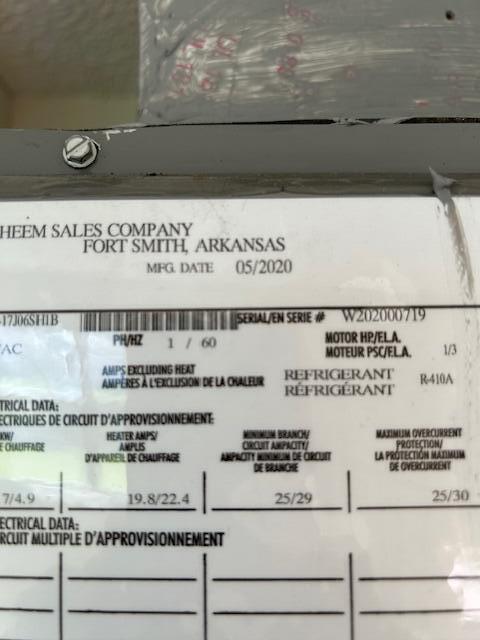 HEEM SALES COMPANY
FORT SMITH, ARKANSAS
MFG. DATE 05/2020
17J06SH1B SERIAL/EN SERIE # W202000719
/AC PH/HZ 1 / 60 MOTOR HP/F.L.A. MOTEUR PSC/F.L.A. 1/3
AMPS EXCLUDING HEAT
AMPÈRES À L'EXCLUSION DE LA CHALEUR
REFRIGERANT
RÉFRIGÉRANT R-410A
TRICAL DATA:
ECTRIQUES DE CIRCUIT D'APPROVISIONNEMENT:
KW/
E CHAUFFAGE
HEATER AMPS/
AMPLIS
D'APPAREIL DE CHAUFFAGE
MINIMUM BRANCH/
CIRCUIT AMPACITY/
AMPACITY MINIMUM DE CIRCUIT
DE BRANCHE
MAXIMUM OVERCURRENT
PROTECTION/
LA PROTECTION MAXIMUM
DE OVERCURRENT
7/4.9 19.8/22.4 25/29 25/30
ECTRICAL DATA:
RCUIT MULTIPLE D'APPROVISIONNEMENT